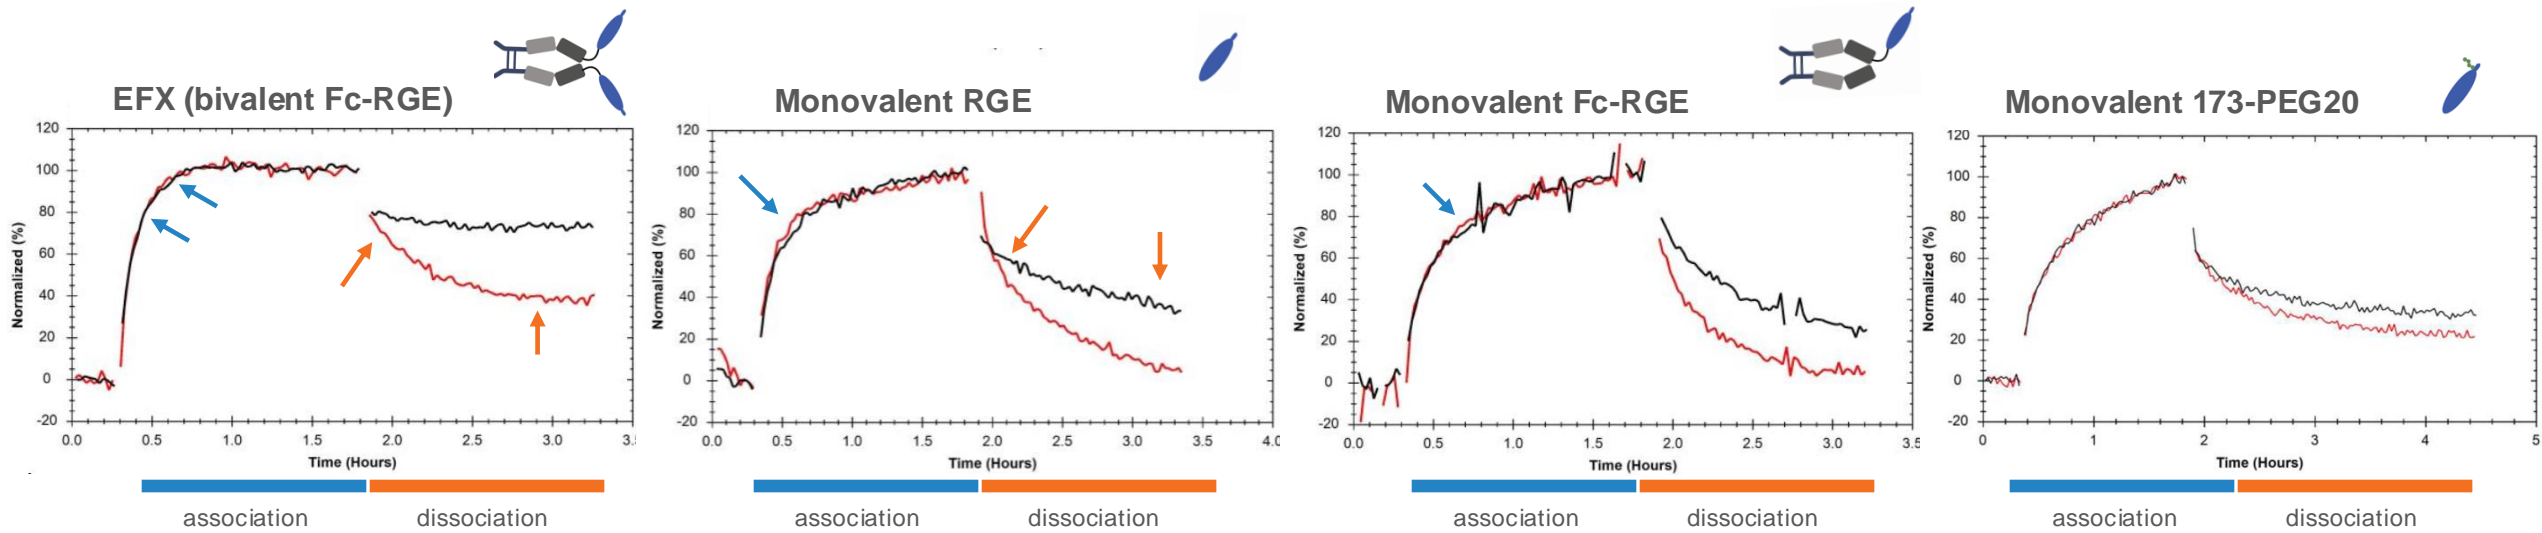 EFX (bivalent Fc-RGE)
120
100
80
60
40
20
0
-20
Normalized (%)
0.0 0.5 1.0 1.5 2.0 2.5 3.0 3.
Time (Hours)
association dissociation
Monovalent RGE
120
100
80
60
40
20
0
-20
Normalized (%)
0.0 0.5 1.0 1.5 2.0 2.5 3.0 3.5 4.0
Time (Hours)
association dissociation
Monovalent Fc-RGE
120
100
80
60
40
20
0
-20
Normalized (%)
0.0 0.5 1.0 1.5 2.0 2.5 3.0 3.5
Time (Hours)
association dissociation
Monovalent 173-PEG20
120
100
80
60
40
20
0
-20
Normalized (%)
0 1 2 3 4 5
Time (Hours)
association dissociation